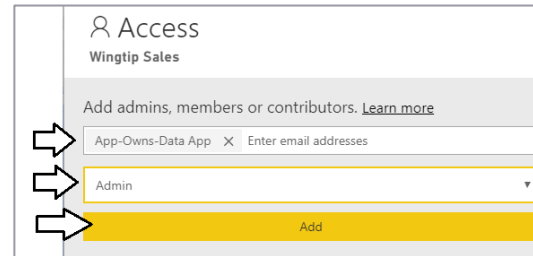 Access
Wingtip Sales
Add admins, members or contributors. Learn more
App-Owns-Data App X Enter email addresses
Admin
Add